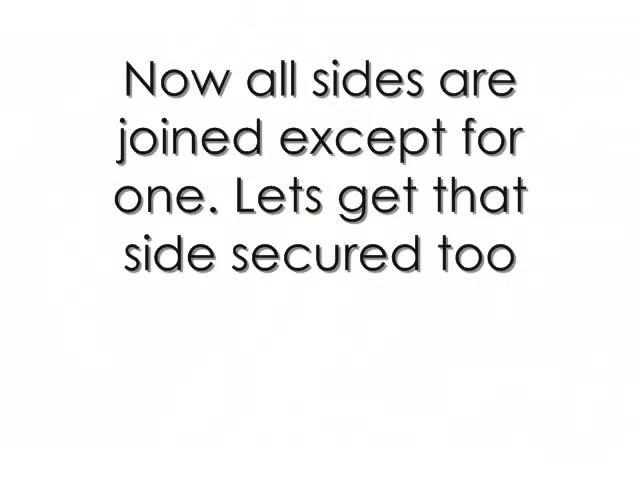 Now all sides are
joined except for
one. Lets get that
side secured too